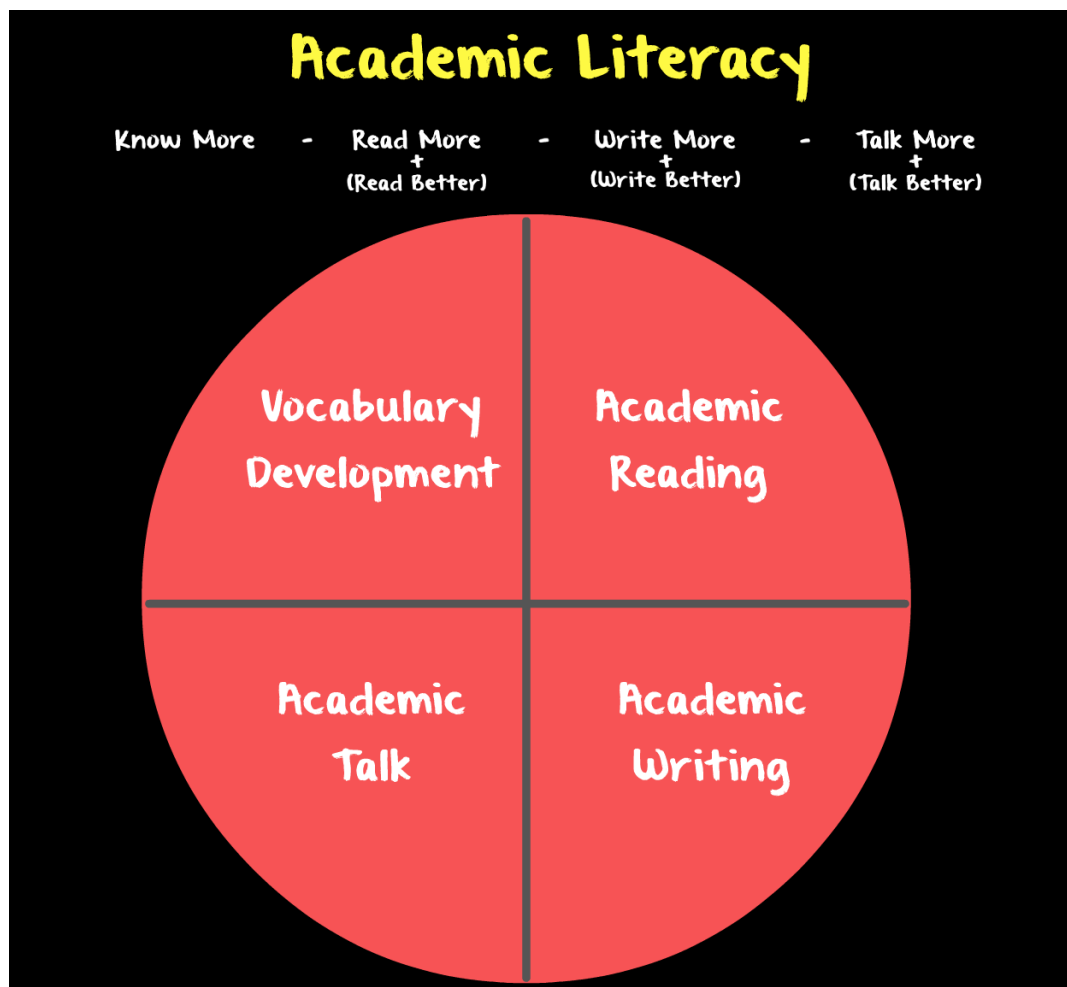 Academic Literacy
Know More - Read More - Write More - Talk More
+ + +
(Read Better) (Write Better) (Talk Better)
Vocabulary
Development
Academic
Reading
Academic
Talk
Academic
Writing